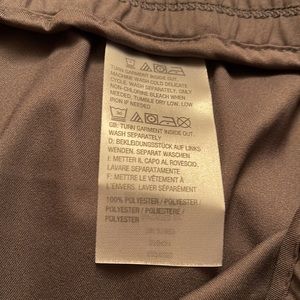 TURN GARMENT INSIDE OUT.
MACHINE WASH COLD DELICATE
CYCLE. WASH SEPARATELY. ONLY
NON-CHLORINE BLEACH WHEN
NEEDED. TUMBLE DRY LOW. LOW
IRON IF NEEDED
GB: TURN GARMENT INSIDE OUT.
WASH SEPARATELY
D: BEKLEIDUNGSSTÜCK AUF LINKS
WENDEN. SEPARAT WASCHEN
I: METTERE IL CAPO AL ROVESCIO.
LAVARE SEPARATAMENTE
F: METTRE LE VÊTEMENT À
L'ENVERS. LAVER SÉPARÉMENT
100% POLYESTER / POLYESTER /
POLYESTER / POLIESTERE /
POLYESTER